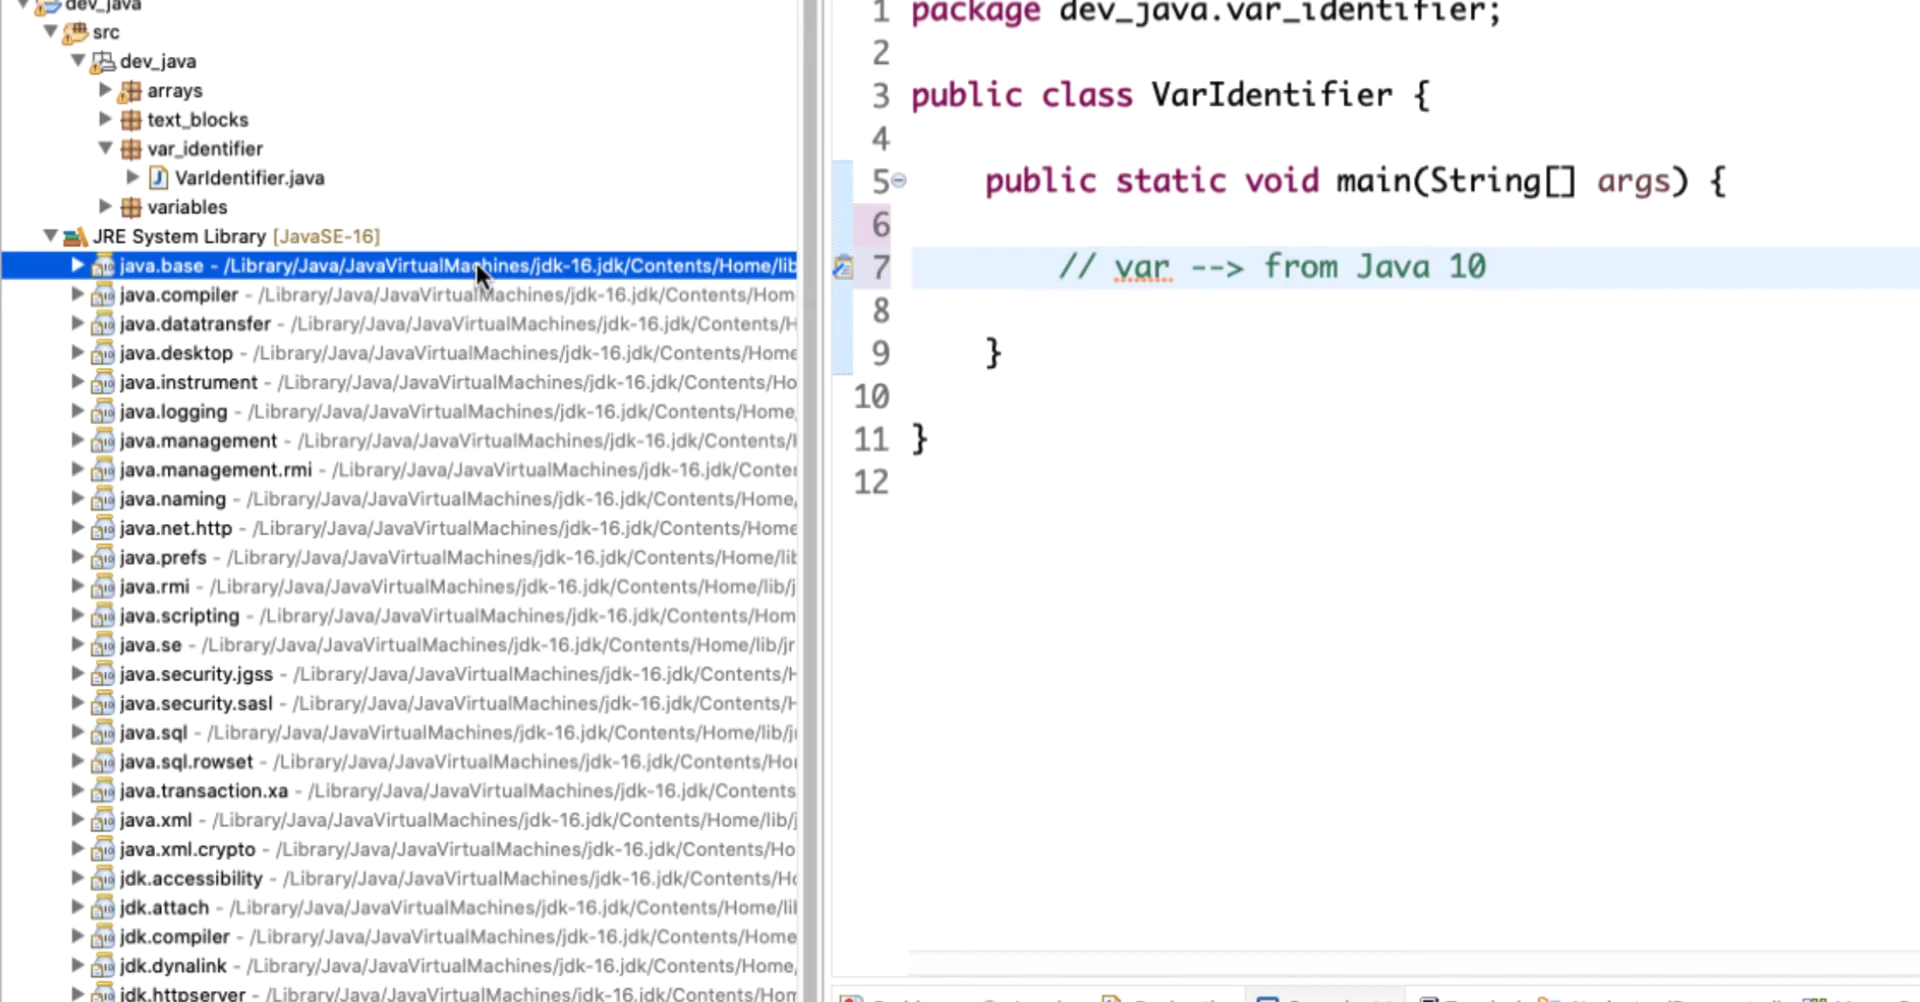 dev_java
src
dev_java
arrays
text_blocks
var_identifier
VarIdentifier.java
variables
JRE System Library [JavaSE-16]
java.base - /Library/Java/JavaVirtualMachines/jdk-16.jdk/Contents/Home/lib
java.compiler - /Library/Java/JavaVirtualMachines/jdk-16.jdk/Contents/Hom
java.datatransfer - /Library/Java/JavaVirtualMachines/jdk-16.jdk/Contents/H
java.desktop - /Library/Java/JavaVirtualMachines/jdk-16.jdk/Contents/Home
java.instrument - /Library/Java/JavaVirtualMachines/jdk-16.jdk/Contents/Ho
java.logging - /Library/Java/JavaVirtualMachines/jdk-16.jdk/Contents/Home,
java.management - /Library/Java/JavaVirtualMachines/jdk-16.jdk/Contents/
java.management.rmi - /Library/Java/JavaVirtualMachines/jdk-16.jdk/Conte
java.naming - /Library/Java/JavaVirtualMachines/jdk-16.jdk/Contents/Home,
java.net.http - /Library/Java/JavaVirtualMachines/jdk-16.jdk/Contents/Home
java.prefs - /Library/Java/JavaVirtualMachines/jdk-16.jdk/Contents/Home/lib
java.rmi - /Library/Java/JavaVirtualMachines/jdk-16.jdk/Contents/Home/lib/j
java.scripting - /Library/Java/JavaVirtualMachines/jdk-16.jdk/Contents/Hom
java.se - /Library/Java/JavaVirtualMachines/jdk-16.jdk/Contents/Home/lib/jr
java.security.jgss - /Library/Java/JavaVirtualMachines/jdk-16.jdk/Contents/H
java.security.sasl - /Library/Java/JavaVirtualMachines/jdk-16.jdk/Contents/H
java.sql - /Library/Java/JavaVirtualMachines/jdk-16.jdk/Contents/Home/lib/j
java.sql.rowset - /Library/Java/JavaVirtualMachines/jdk-16.jdk/Contents/Ho
java.transaction.xa - /Library/Java/JavaVirtualMachines/jdk-16.jdk/Contents
java.xml - /Library/Java/JavaVirtualMachines/jdk-16.jdk/Contents/Home/lib/j
java.xml.crypto - /Library/Java/JavaVirtualMachines/jdk-16.jdk/Contents/Ho
jdk.accessibility - /Library/Java/JavaVirtualMachines/jdk-16.jdk/Contents/Ho
jdk.attach - /Library/Java/JavaVirtualMachines/jdk-16.jdk/Contents/Home/lib
jdk.compiler - /Library/Java/JavaVirtualMachines/jdk-16.jdk/Contents/Home
jdk.dynalink - /Library/Java/JavaVirtualMachines/jdk-16.jdk/Contents/Home,
jdk.httpserver - /Library/Java/JavaVirtualMachines/jdk-16.jdk/Contents/Hom
1 package dev_java.var_identifier;
2
3 public class VarIdentifier {
4
5 public static void main(String[] args) {
6
7 // var --> from Java 10
8
9 }
10
11 }
12